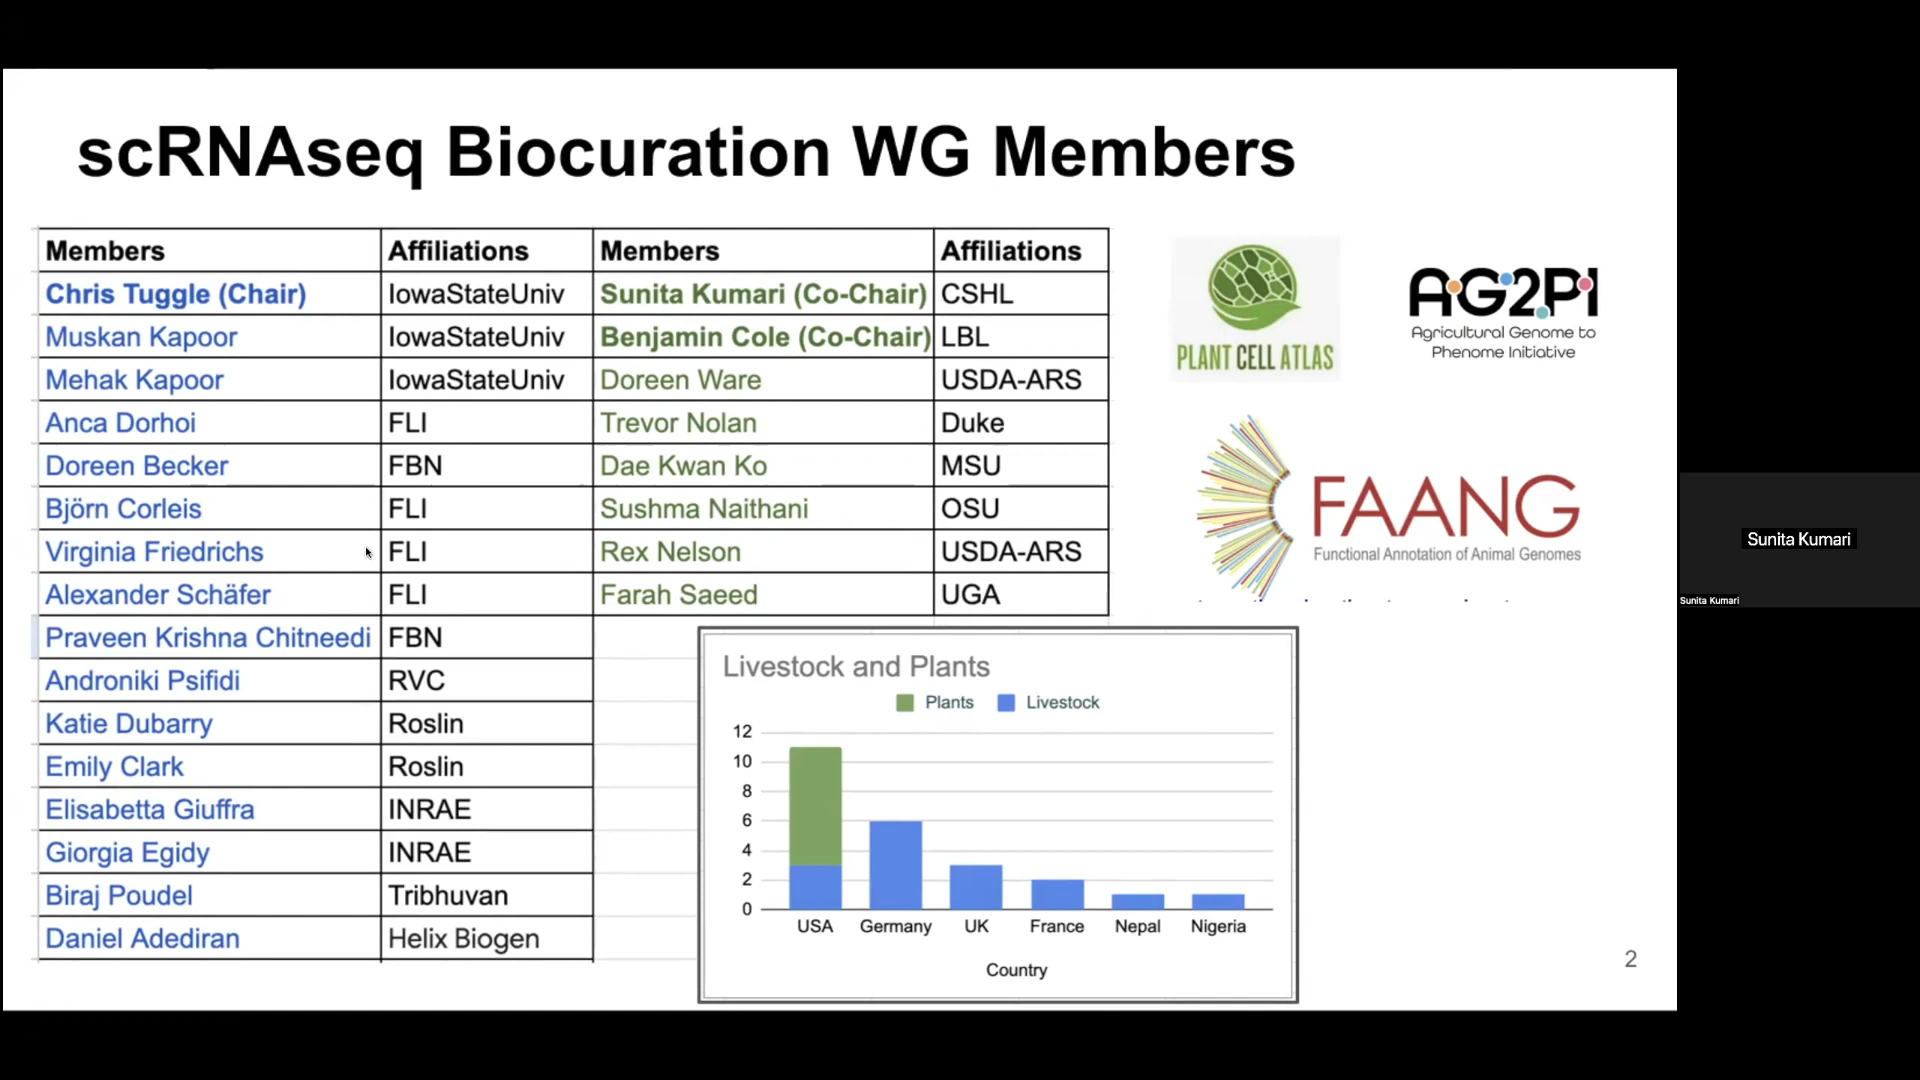 scRNAseq Biocuration WG Members
Members Affiliations Members Affiliations
Chris Tuggle (Chair) IowaStateUniv Sunita Kumari (Co-Chair) CSHL
Muskan Kapoor IowaStateUniv Benjamin Cole (Co-Chair) LBL
Mehak Kapoor IowaStateUniv Doreen Ware USDA-ARS
Anca Dorhoi FLI Trevor Nolan Duke
Doreen Becker FBN Dae Kwan Ko MSU
Björn Corleis FLI Sushma Naithani OSU
Virginia Friedrichs FLI Rex Nelson USDA-ARS
Alexander Schäfer FLI Farah Saeed UGA
Praveen Krishna Chitneedi FBN
Androniki Psifidi RVC
Katie Dubarry Roslin
Emily Clark Roslin
Elisabetta Giuffra INRAE
Giorgia Egidy INRAE
Biraj Poudel Tribhuvan
Daniel Adediran Helix Biogen
PLANT CELL ATLAS
AG2PI
Agricultural Genome to
Phenome Initiative
FAANG
Functional Annotation of Animal Genomes
Livestock and Plants
Plants Livestock
12
10
8
6
4
2
0
USA Germany UK France Nepal Nigeria
Country
2
Sunita Kumari
Sunita Kumari